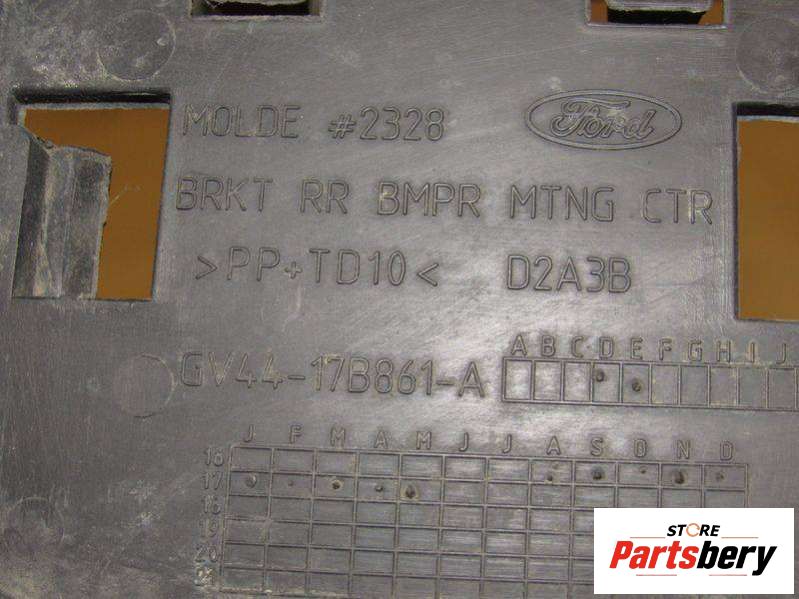 MOLDE #2328 Ford
BRKT RR BMPR MTNG CTR
>PP+TD10< D2A3B
A B C D E F G H I J
GV44-17B861-A
J F M A M J J A S O N D
16
17
18
19
20
21
STORE
Partsbery